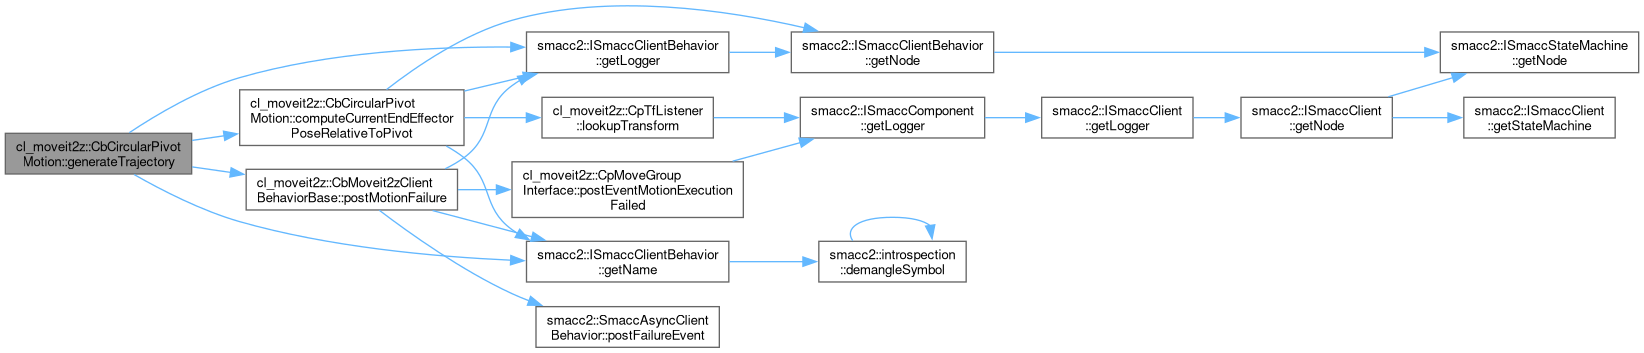 cl_moveit2z::CbCircularPivot
Motion::generateTrajectory
cl_moveit2z::CbCircularPivot
Motion::computeCurrentEndEffector
PoseRelativeToPivot
cl_moveit2z::CbMoveit2zClient
BehaviorBase::postMotionFailure
smacc2::ISmaccClientBehavior
::getLogger
cl_moveit2z::CpTfListener
::lookupTransform
cl_moveit2z::CpMoveGroup
Interface::postEventMotionExecution
Failed
smacc2::ISmaccClientBehavior
::getName
smacc2::SmaccAsyncClient
Behavior::postFailureEvent
smacc2::ISmaccClientBehavior
::getNode
smacc2::ISmaccComponent
::getLogger
smacc2::introspection
::demangleSymbol
smacc2::ISmaccClient
::getLogger
smacc2::ISmaccClient
::getNode
smacc2::ISmaccStateMachine
::getNode
smacc2::ISmaccClient
::getStateMachine